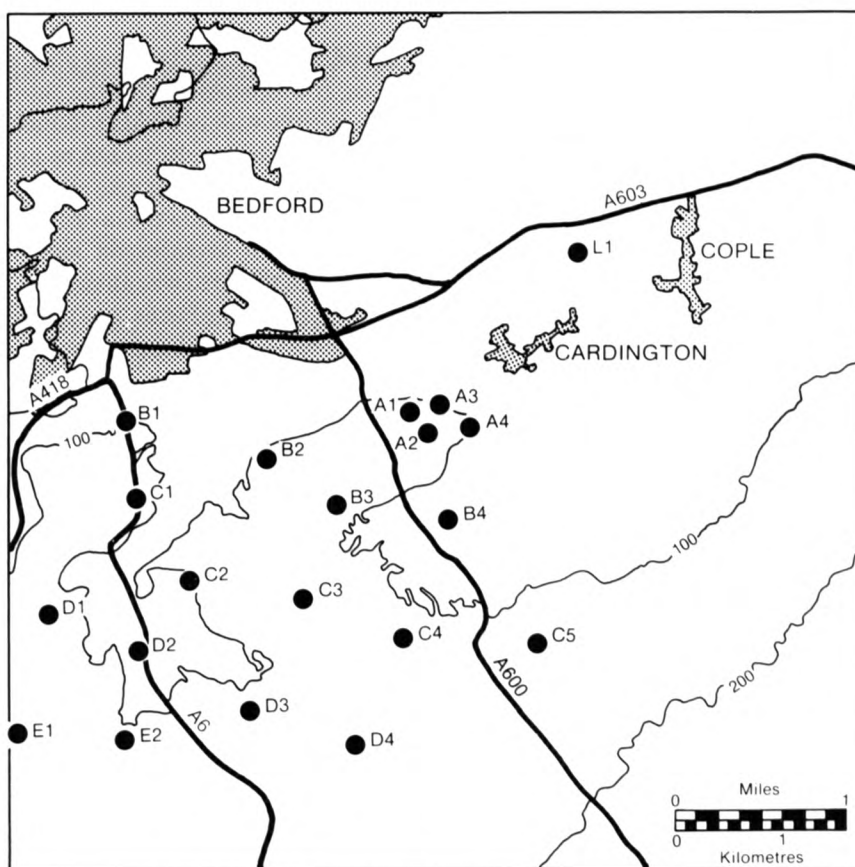 BEDFORD
A603
L1
COPLE
CARDINGTON
A418
A1
A3
A2
A4
B1
100
B2
C1
B3
B4
100
C2
C3
D1
C4
C5
D2
A600
200
D3
A6
E1
E2
D4
Miles
0 1
0 1
Kilometres